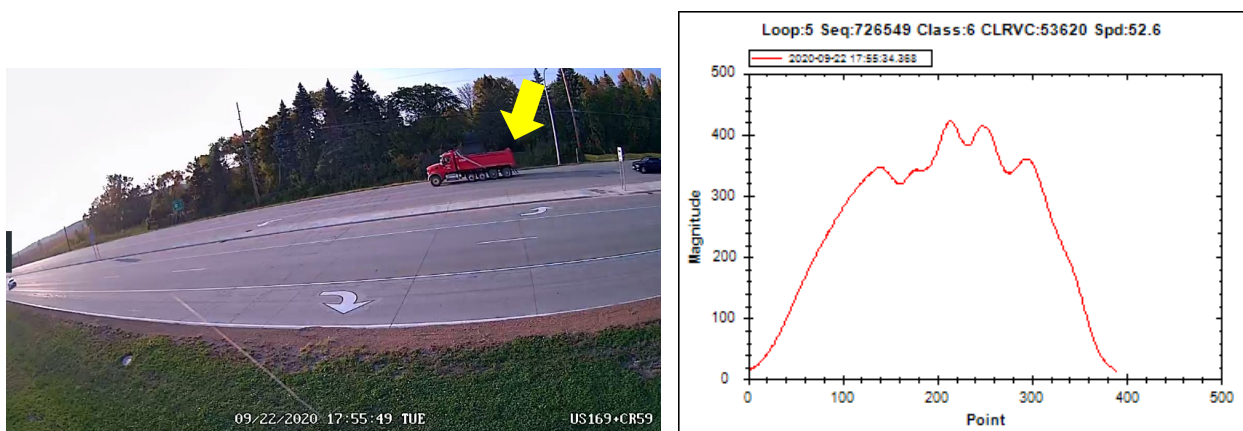 09/22/2020 17:55:49 TUE
US169+CR59
Loop:5 Seq:726549 Class:6 CLRVC:53620 Spd:52.6
2020-09-22 17:55:34.368
500
400
300
200
100
0
Magnitude
0 100 200 300 400 500
Point